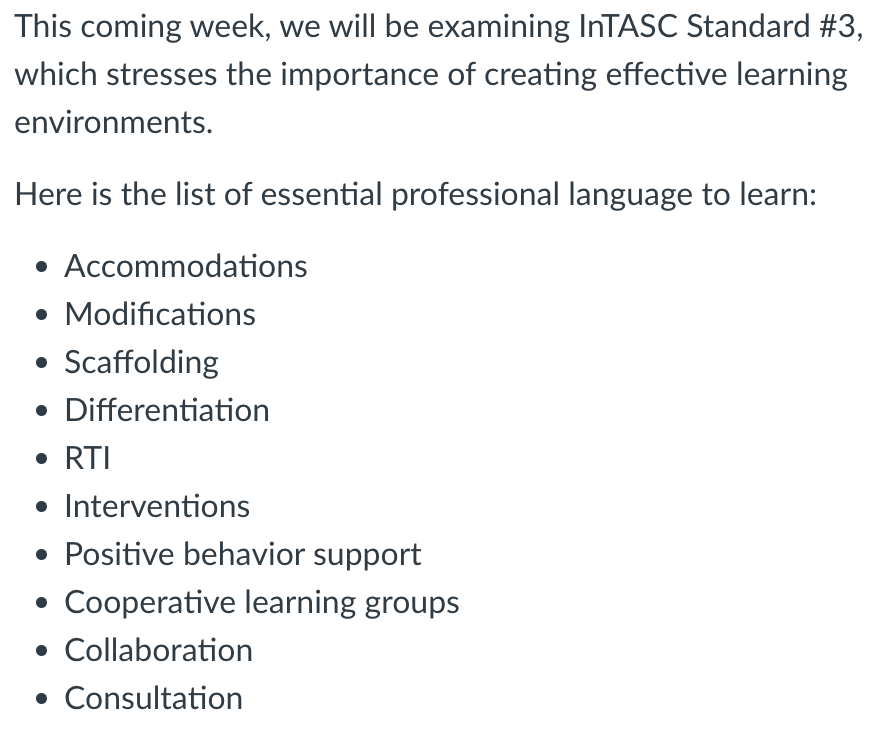 This coming week, we will be examining InTASC Standard #3,
which stresses the importance of creating effective learning
environments.
Here is the list of essential professional language to learn:
• Accommodations
• Modifications
• Scaffolding
• Differentiation
• RTI
• Interventions
• Positive behavior support
• Cooperative learning groups
• Collaboration
• Consultation